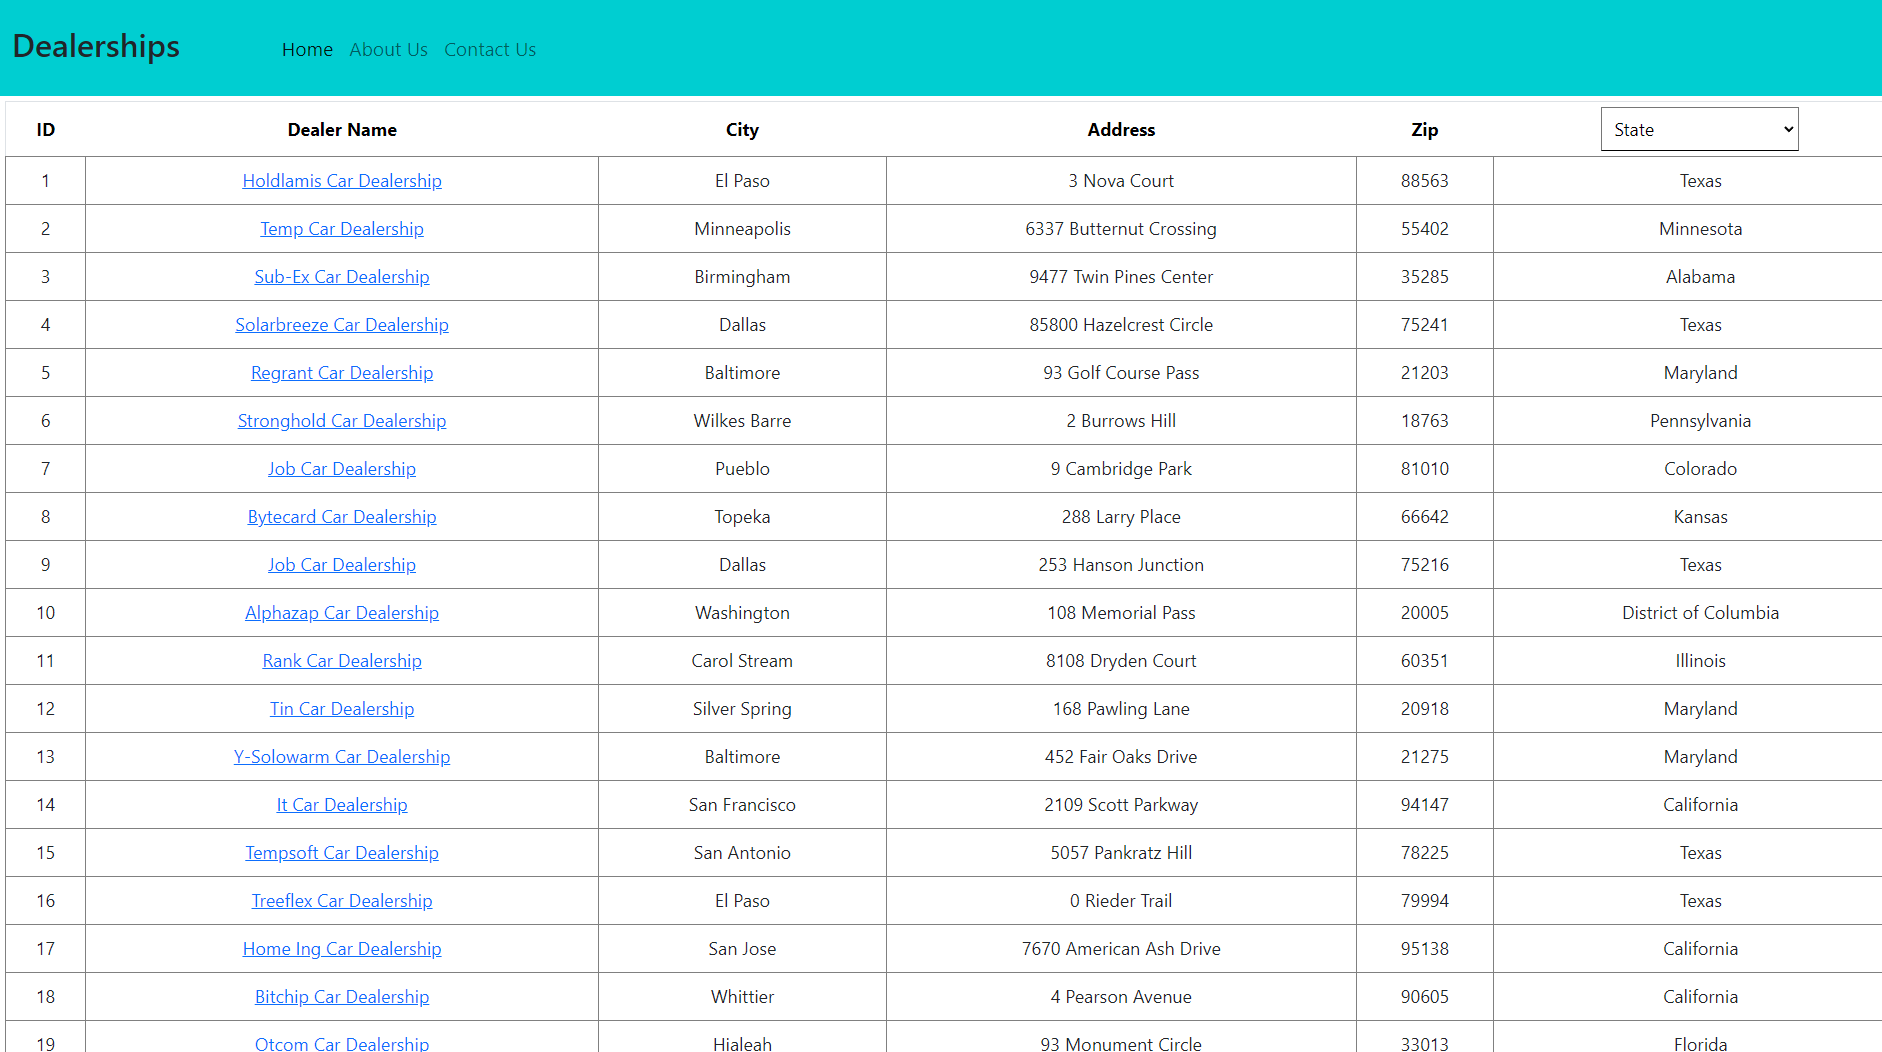 Dealerships Home About Us Contact Us
ID Dealer Name City Address Zip State
1 Holdlamis Car Dealership El Paso 3 Nova Court 88563 Texas
2 Temp Car Dealership Minneapolis 6337 Butternut Crossing 55402 Minnesota
3 Sub-Ex Car Dealership Birmingham 9477 Twin Pines Center 35285 Alabama
4 Solarbreeze Car Dealership Dallas 85800 Hazelcrest Circle 75241 Texas
5 Regrant Car Dealership Baltimore 93 Golf Course Pass 21203 Maryland
6 Stronghold Car Dealership Wilkes Barre 2 Burrows Hill 18763 Pennsylvania
7 Job Car Dealership Pueblo 9 Cambridge Park 81010 Colorado
8 Bytecard Car Dealership Topeka 288 Larry Place 66642 Kansas
9 Job Car Dealership Dallas 253 Hanson Junction 75216 Texas
10 Alphazap Car Dealership Washington 108 Memorial Pass 20005 District of Columbia
11 Rank Car Dealership Carol Stream 8108 Dryden Court 60351 Illinois
12 Tin Car Dealership Silver Spring 168 Pawling Lane 20918 Maryland
13 Y-Solowarm Car Dealership Baltimore 452 Fair Oaks Drive 21275 Maryland
14 It Car Dealership San Francisco 2109 Scott Parkway 94147 California
15 Tempsoft Car Dealership San Antonio 5057 Pankratz Hill 78225 Texas
16 Treeflex Car Dealership El Paso 0 Rieder Trail 79994 Texas
17 Home Ing Car Dealership San Jose 7670 American Ash Drive 95138 California
18 Bitchip Car Dealership Whittier 4 Pearson Avenue 90605 California
19 Otcom Car Dealership Hialeah 93 Monument Circle 33013 Florida